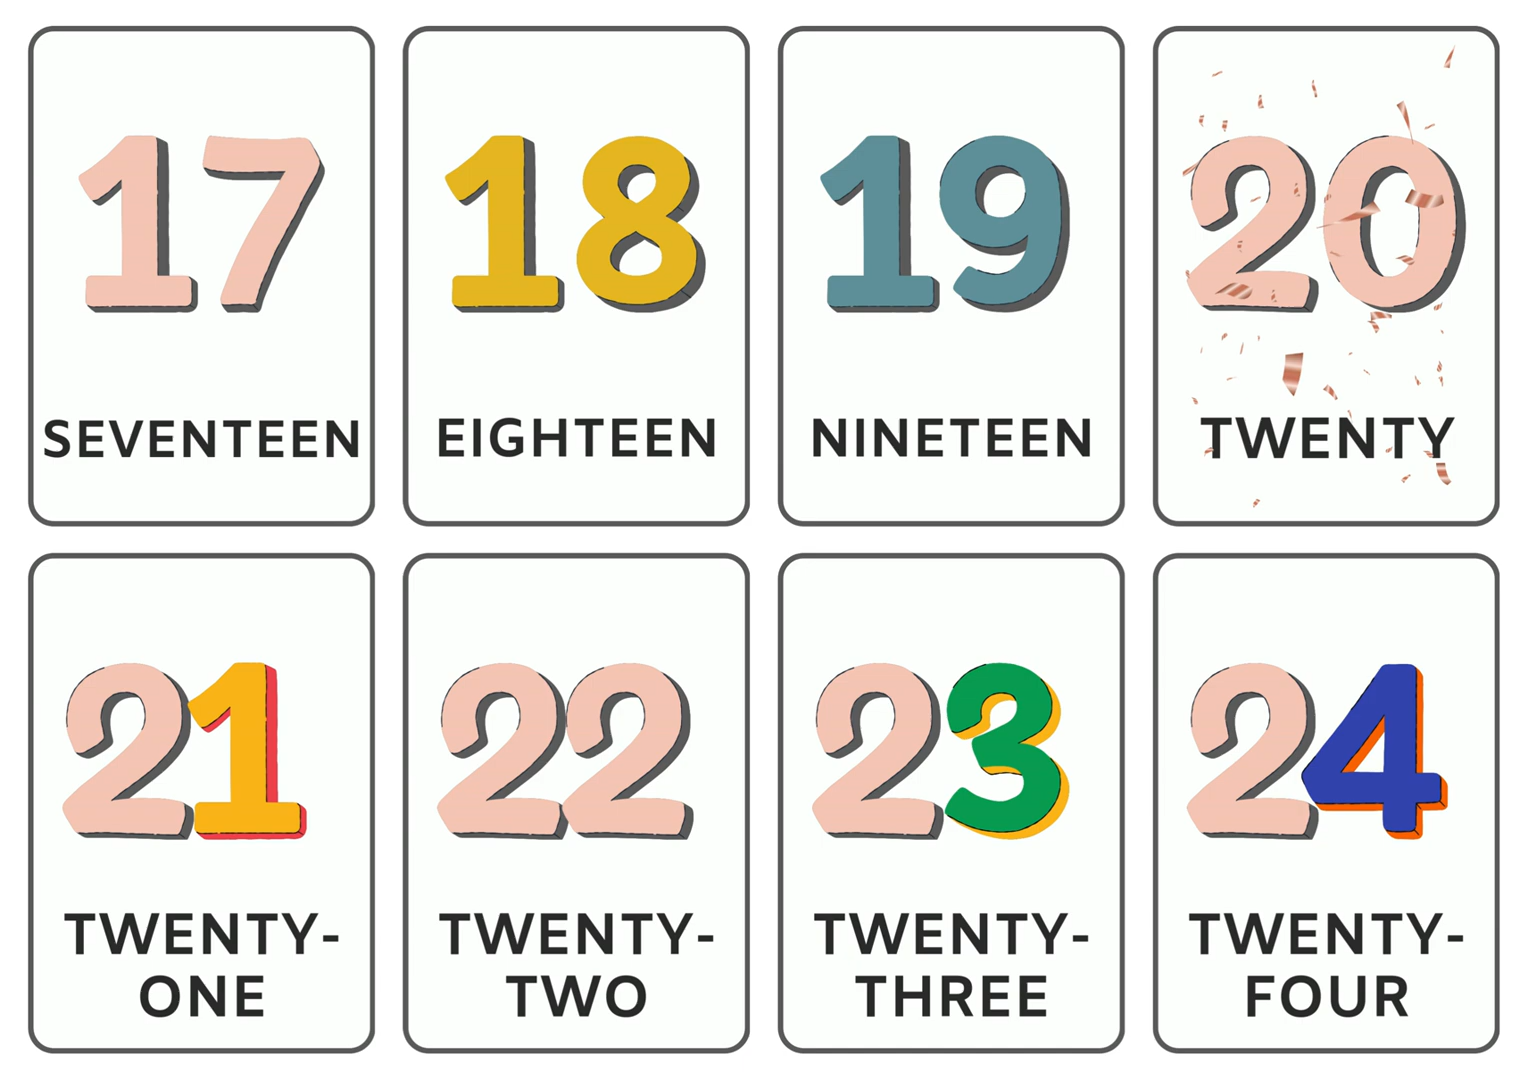 17
SEVENTEEN
18
EIGHTEEN
19
NINETEEN
20
TWENTY
21
TWENTY-
ONE
22
TWENTY-
TWO
23
TWENTY-
THREE
24
TWENTY-
FOUR